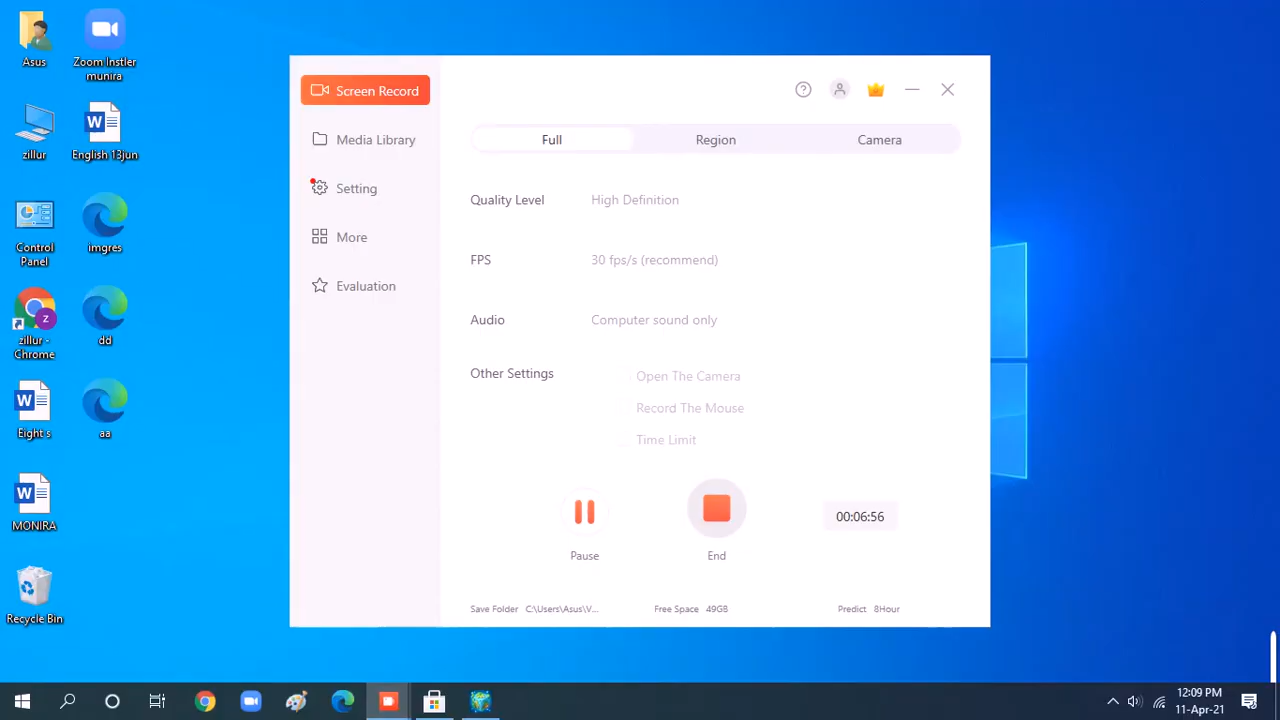 Asus
Zoom Instler
munira
zillur
English 13jun
Control
Panel
imgres
zillur -
Chrome
dd
Eight s
aa
MONIRA
Recycle Bin
Screen Record
Media Library
Setting
More
Evaluation
Full
Region
Camera
Quality Level
High Definition
FPS
30 fps/s (recommend)
Audio
Computer sound only
Other Settings
Open The Camera
Record The Mouse
Time Limit
Pause
End
00:06:56
Save Folder C:\Users\Asus\V...
Free Space 49GB
Predict 8Hour
12:09 PM
11-Apr-21